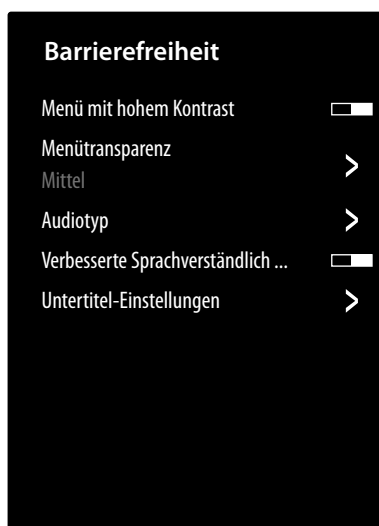 Barrierefreiheit
Menü mit hohem Kontrast
Menütransparenz
Mittel
Audiotyp
Verbesserte Sprachverständlich ...
Untertitel-Einstellungen